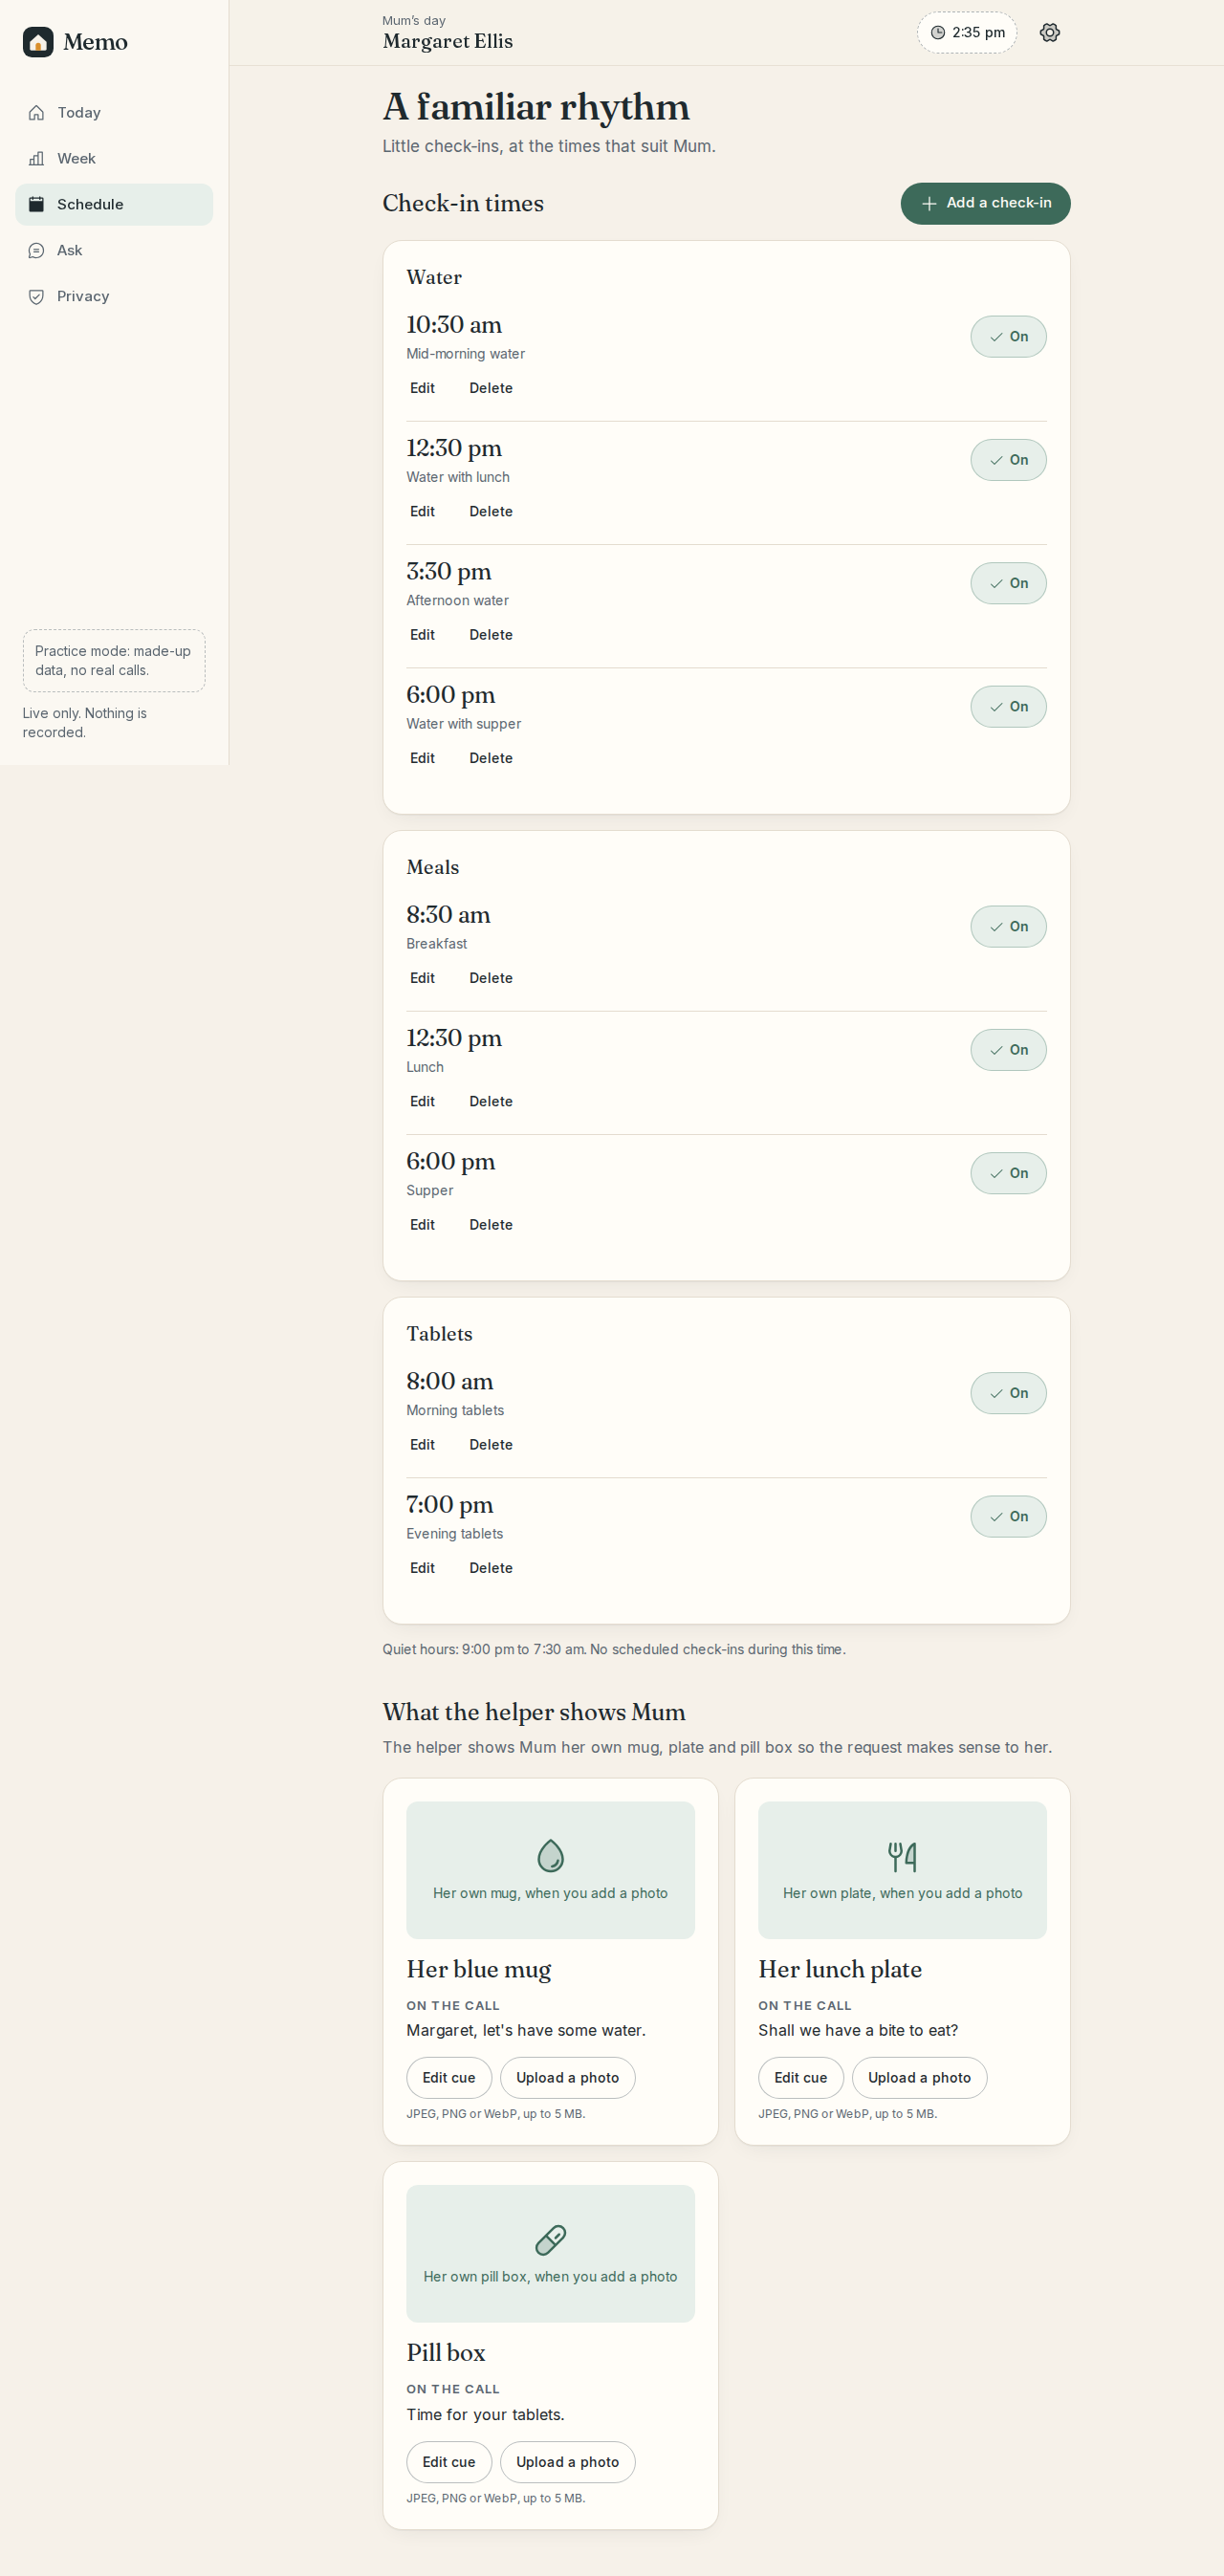 Memo
Today
Week
Schedule
Ask
Privacy
Practice mode: made-up
data, no real calls.
Live only. Nothing is
recorded.
Mum's day
Margaret Ellis
2:35 pm
A familiar rhythm
Little check-ins, at the times that suit Mum.
Check-in times
Add a check-in
Water
10:30 am
On
Mid-morning water
Edit Delete
12:30 pm
On
Water with lunch
Edit Delete
3:30 pm
On
Afternoon water
Edit Delete
6:00 pm
On
Water with supper
Edit Delete
Meals
8:30 am
On
Breakfast
Edit Delete
12:30 pm
On
Lunch
Edit Delete
6:00 pm
On
Supper
Edit Delete
Tablets
8:00 am
On
Morning tablets
Edit Delete
7:00 pm
On
Evening tablets
Edit Delete
Quiet hours: 9:00 pm to 7:30 am. No scheduled check-ins during this time.
What the helper shows Mum
The helper shows Mum her own mug, plate and pill box so the request makes sense to her.
Her own mug, when you add a photo
Her blue mug
ON THE CALL
Margaret, let's have some water.
Edit cue Upload a photo
JPEG, PNG or WebP, up to 5 MB.
Her own plate, when you add a photo
Her lunch plate
ON THE CALL
Shall we have a bite to eat?
Edit cue Upload a photo
JPEG, PNG or WebP, up to 5 MB.
Her own pill box, when you add a photo
Pill box
ON THE CALL
Time for your tablets.
Edit cue Upload a photo
JPEG, PNG or WebP, up to 5 MB.